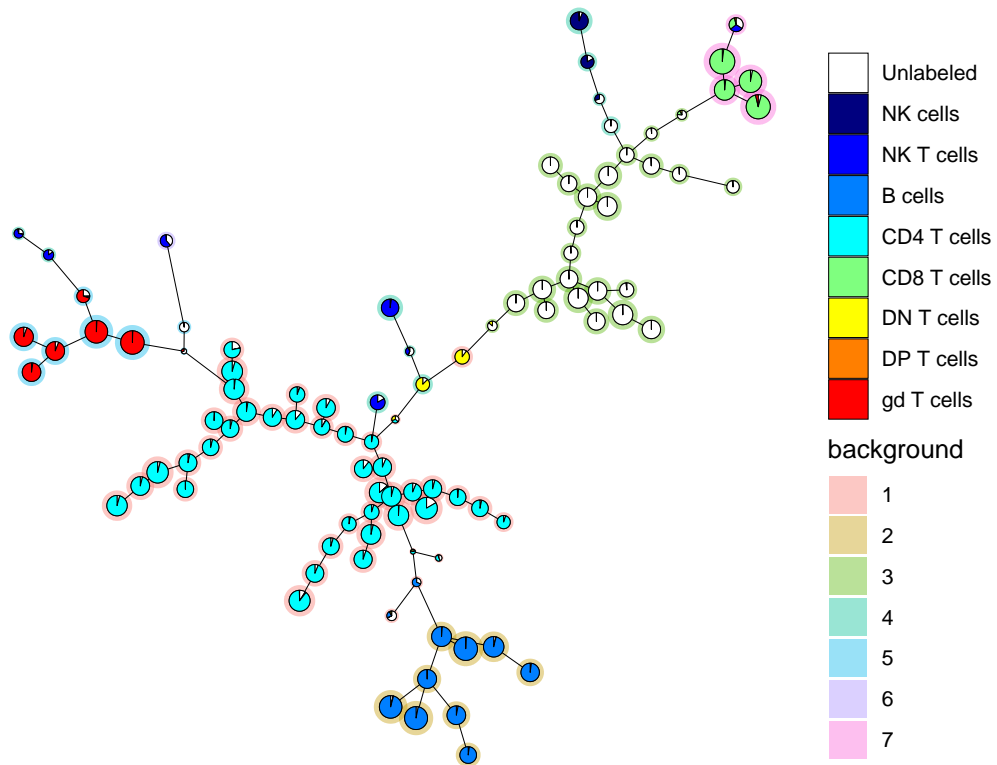 Unlabeled
NK cells
NK T cells
B cells
CD4 T cells
CD8 T cells
DN T cells
DP T cells
gd T cells
background
1
2
3
4
5
6
7